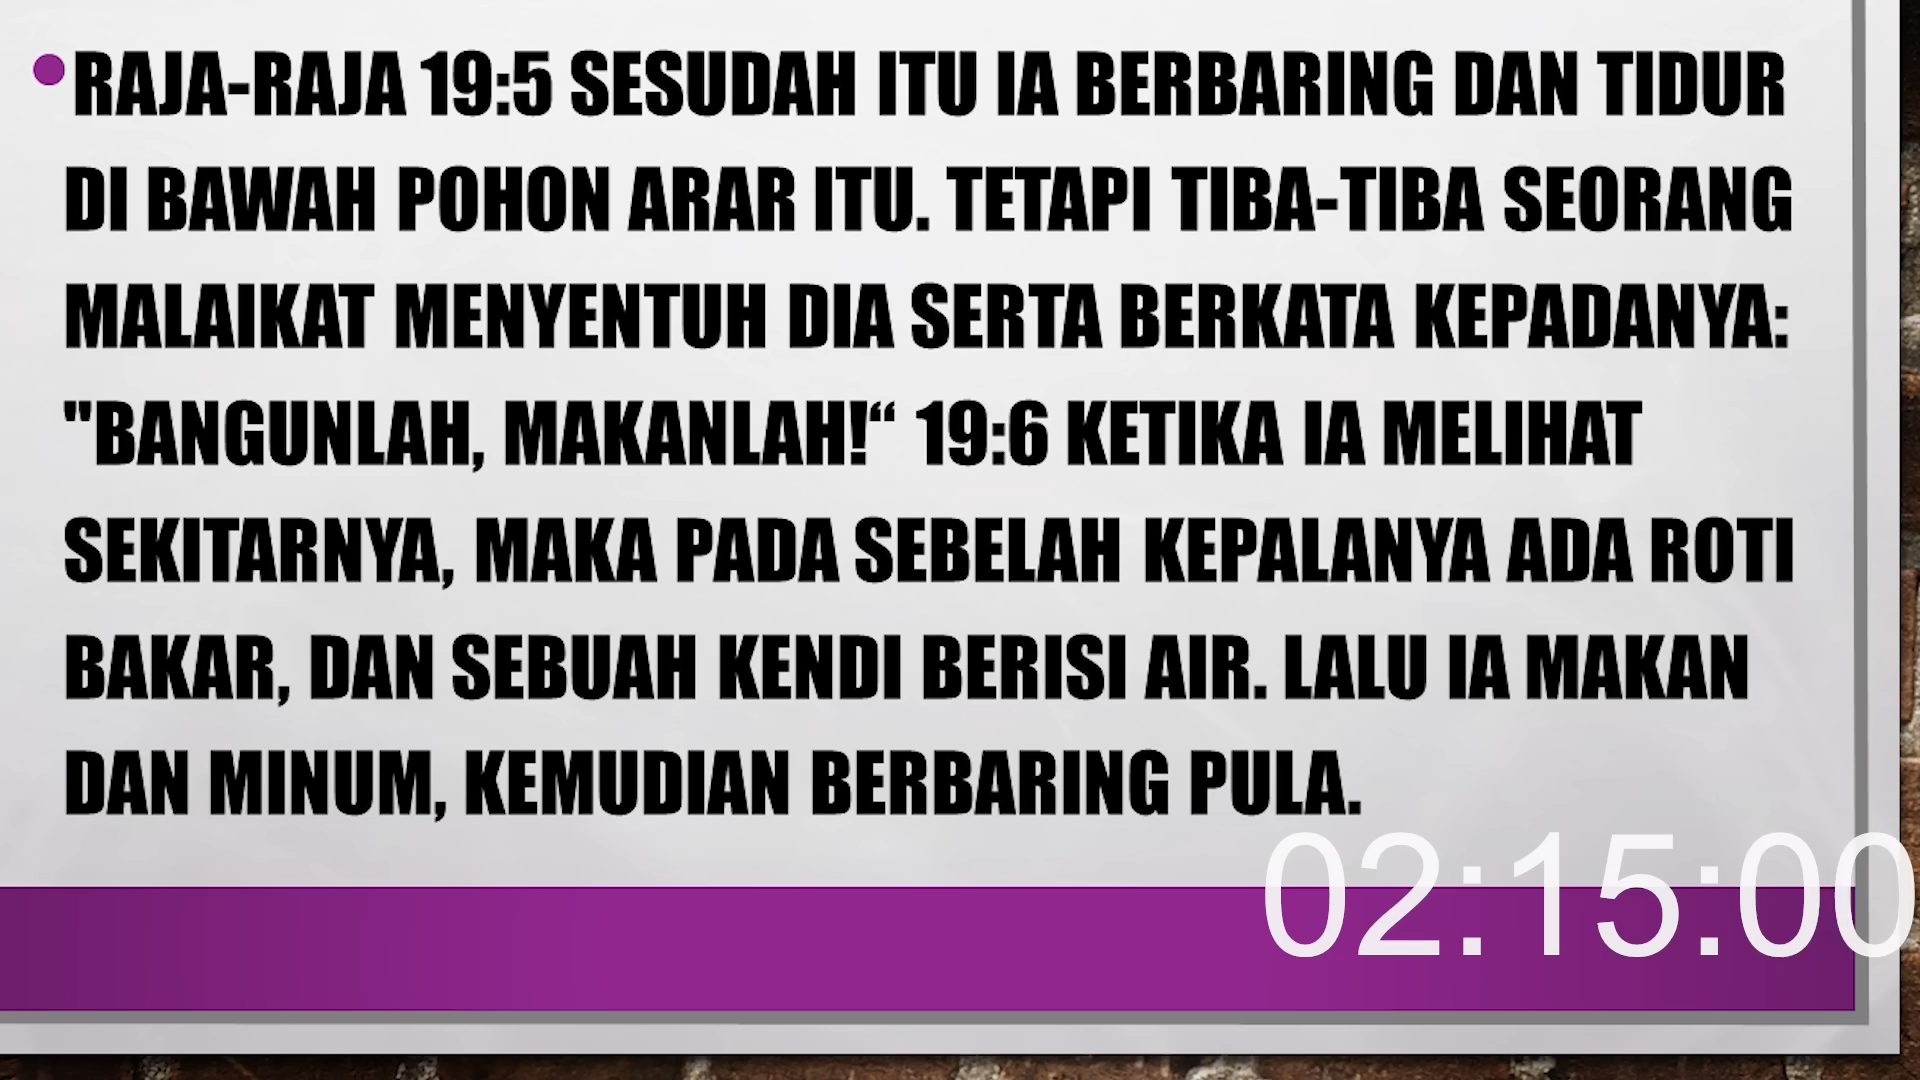 •RAJA-RAJA 19:5 SESUDAH ITU IA BERBARING DAN TIDUR
DI BAWAH POHON ARAR ITU. TETAPI TIBA-TIBA SEORANG
MALAIKAT MENYENTUH DIA SERTA BERKATA KEPADANYA:
"BANGUNLAH, MAKANLAH!“ 19:6 KETIKA IA MELIHAT
SEKITARNYA, MAKA PADA SEBELAH KEPALANYA ADA ROTI
BAKAR, DAN SEBUAH KENDI BERISI AIR. LALU IA MAKAN
DAN MINUM, KEMUDIAN BERBARING PULA.
02:15:00